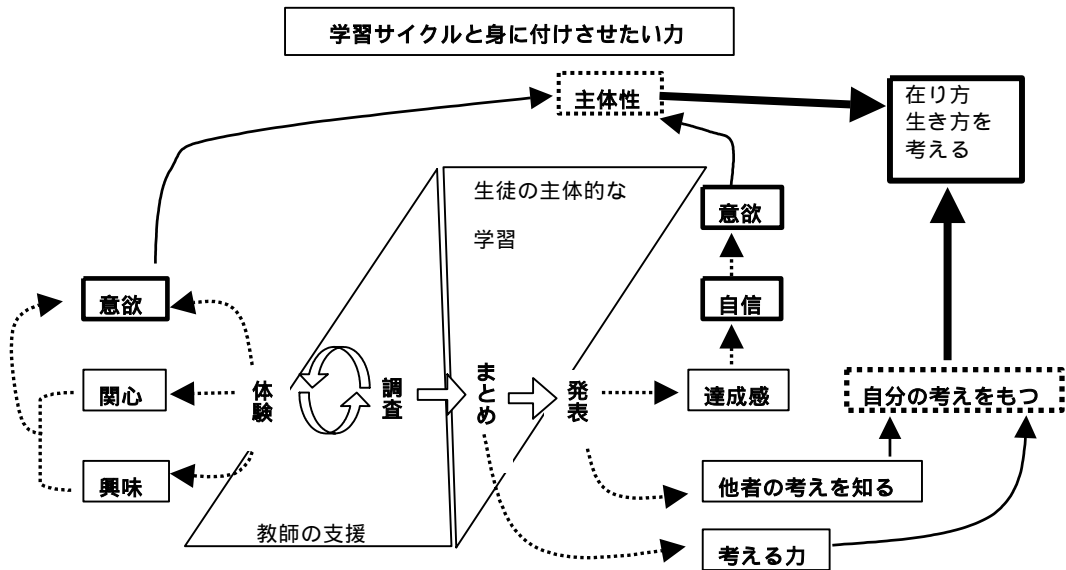 学習サイクルと身に付けさせたい力
主体性
在り方
生き方を
考える
生徒の主体的な
学習
意欲
意欲
自信
関心
体験
調査
まとめ
発表
達成感
自分の考えをもつ
興味
他者の考えを知る
教師の支援
考える力